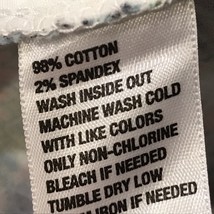 98% COTTON
2% SPANDEX
WASH INSIDE OUT
MACHINE WASH COLD
WITH LIKE COLORS
ONLY NON-CHLORINE
BLEACH IF NEEDED
TUMBLE DRY LOW
IRON IF NEEDED